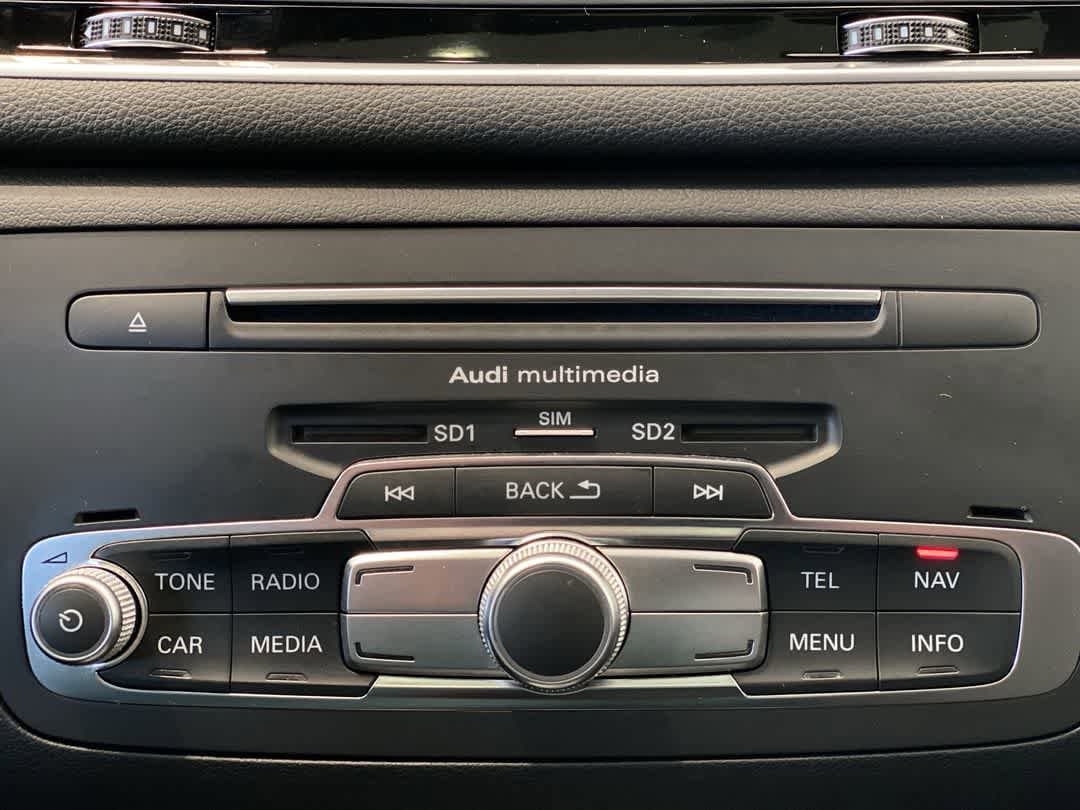 Audi multimedia
SIM
SD1 SD2
BACK
TONE RADIO TEL NAV
CAR MEDIA MENU INFO